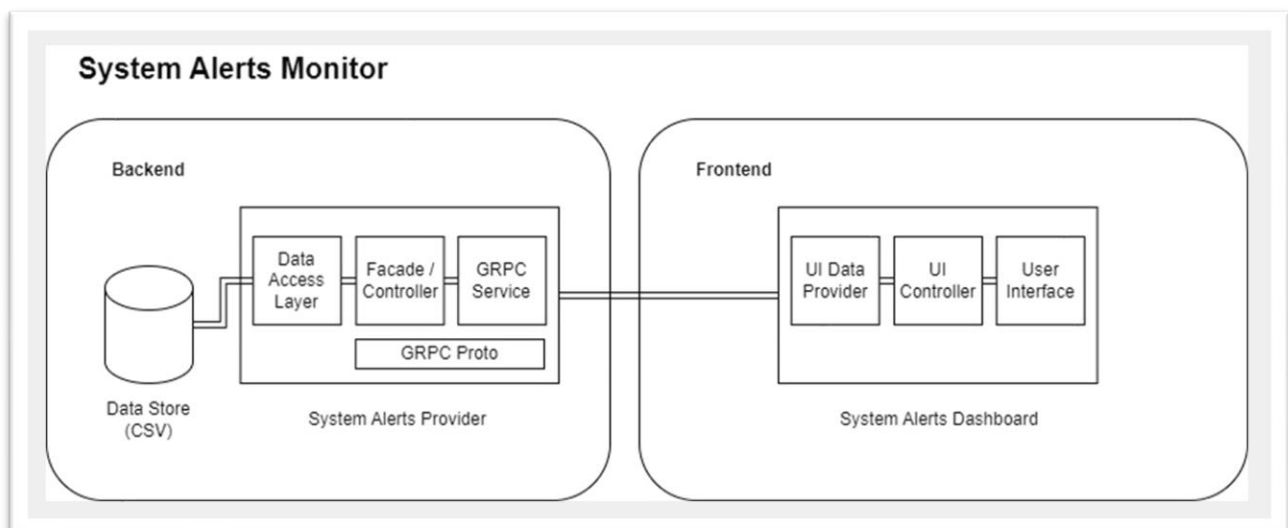 System Alerts Monitor
Backend
Data
Access
Layer
Facade /
Controller
GRPC
Service
GRPC Proto
Data Store
(CSV)
System Alerts Provider
Frontend
UI Data
Provider
UI
Controller
User
Interface
System Alerts Dashboard